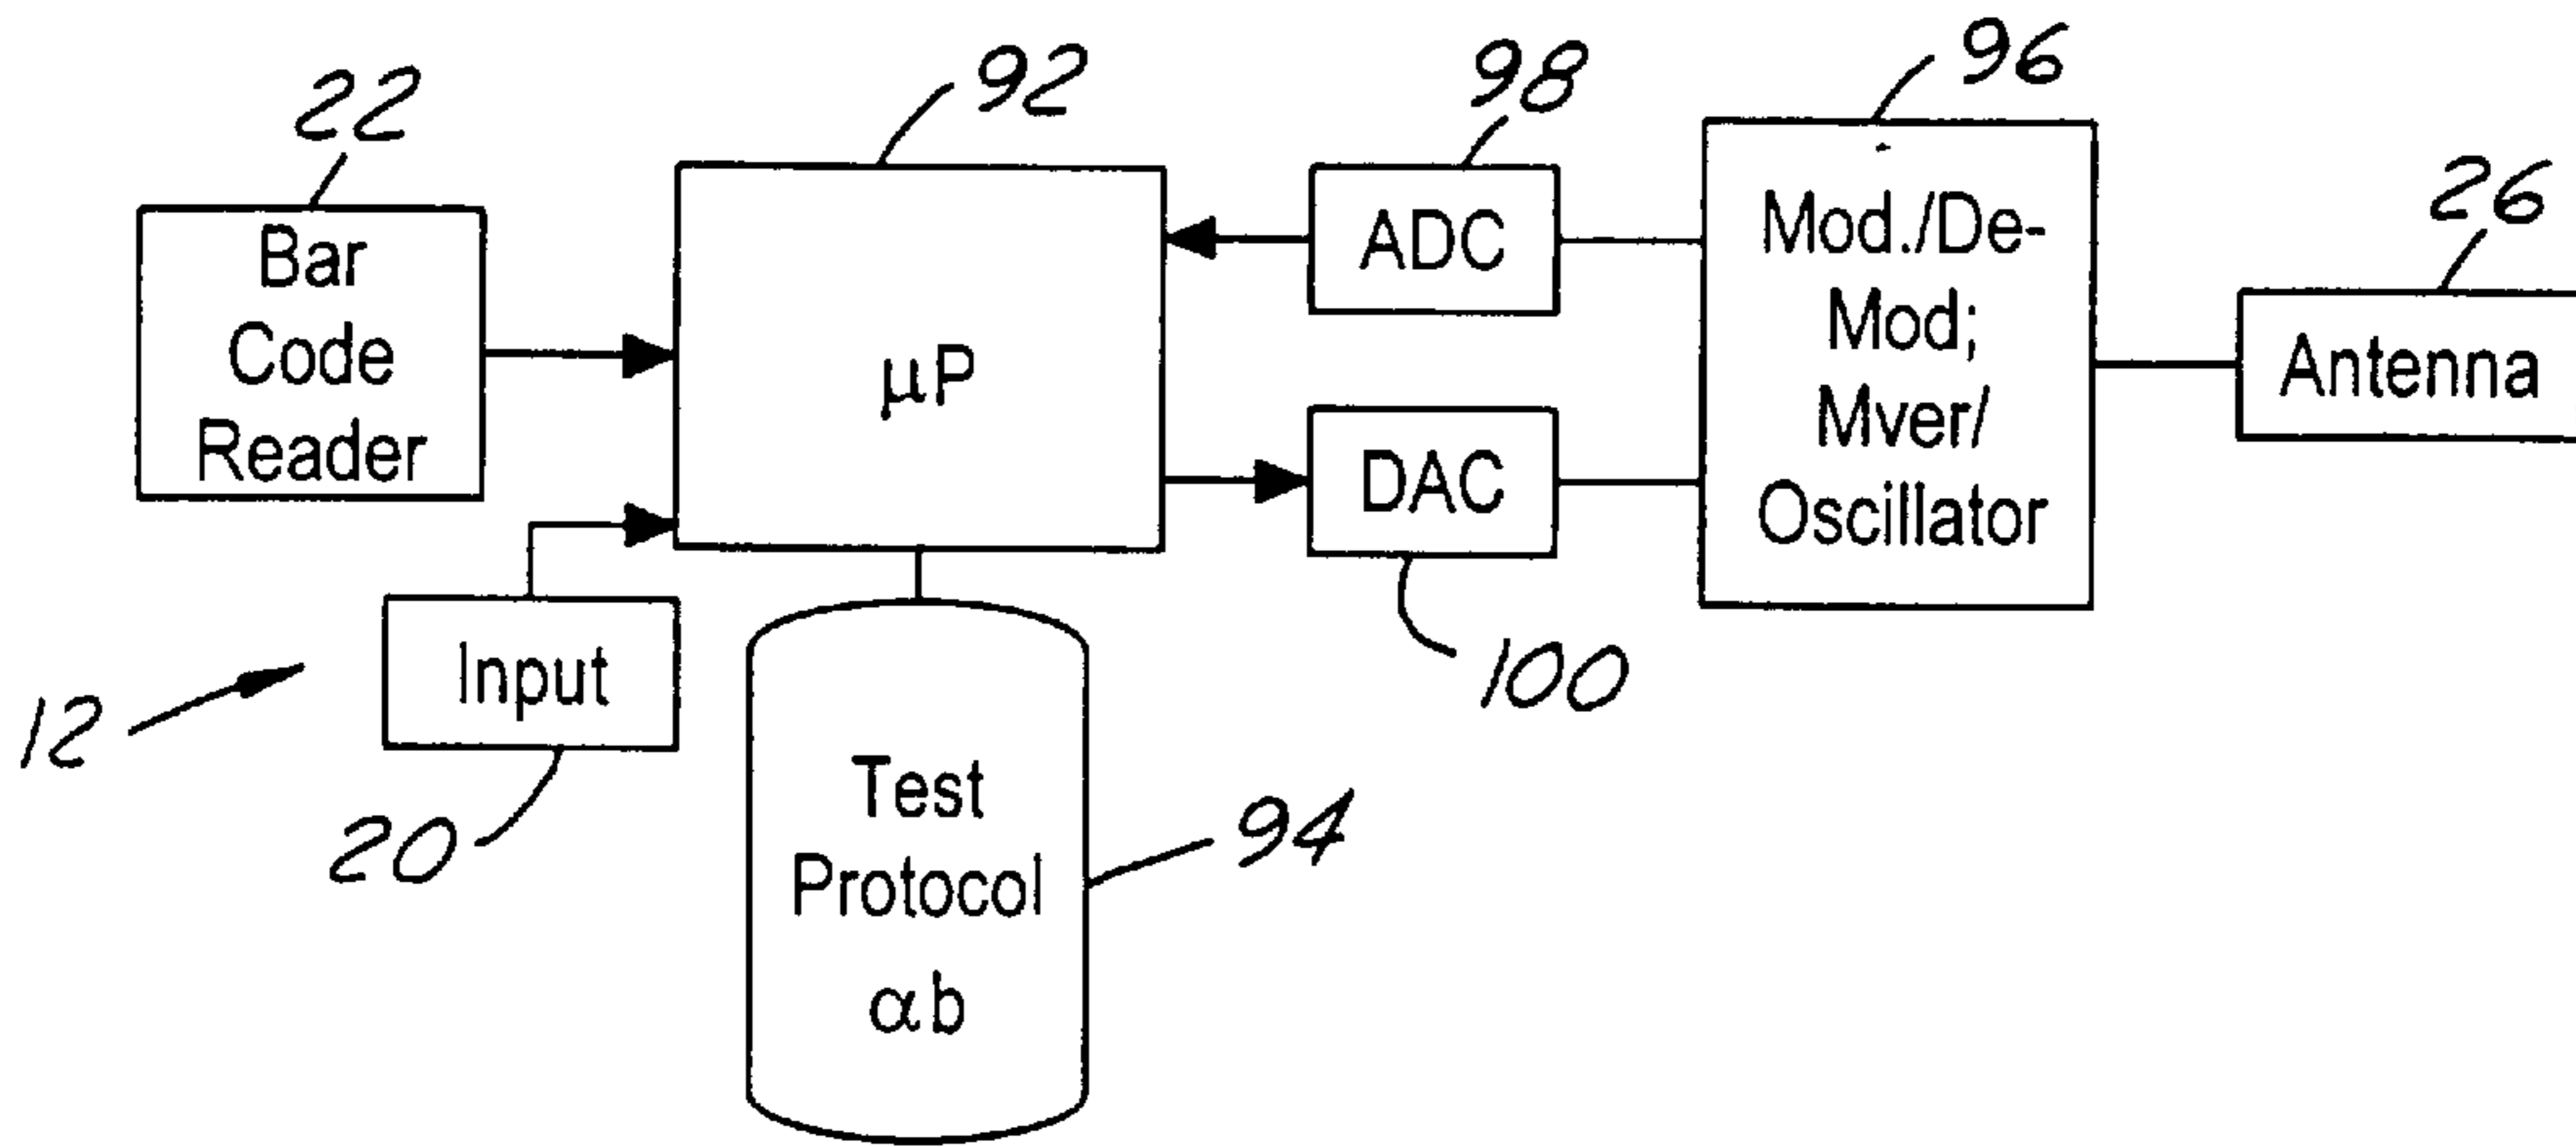 22
Bar
Code
Reader
92
μP
98
ADC
96
Mod./De-
Mod;
Mver/
Oscillator
26
Antenna
DAC
100
Input
12
20
Test
Protocol
αb
94